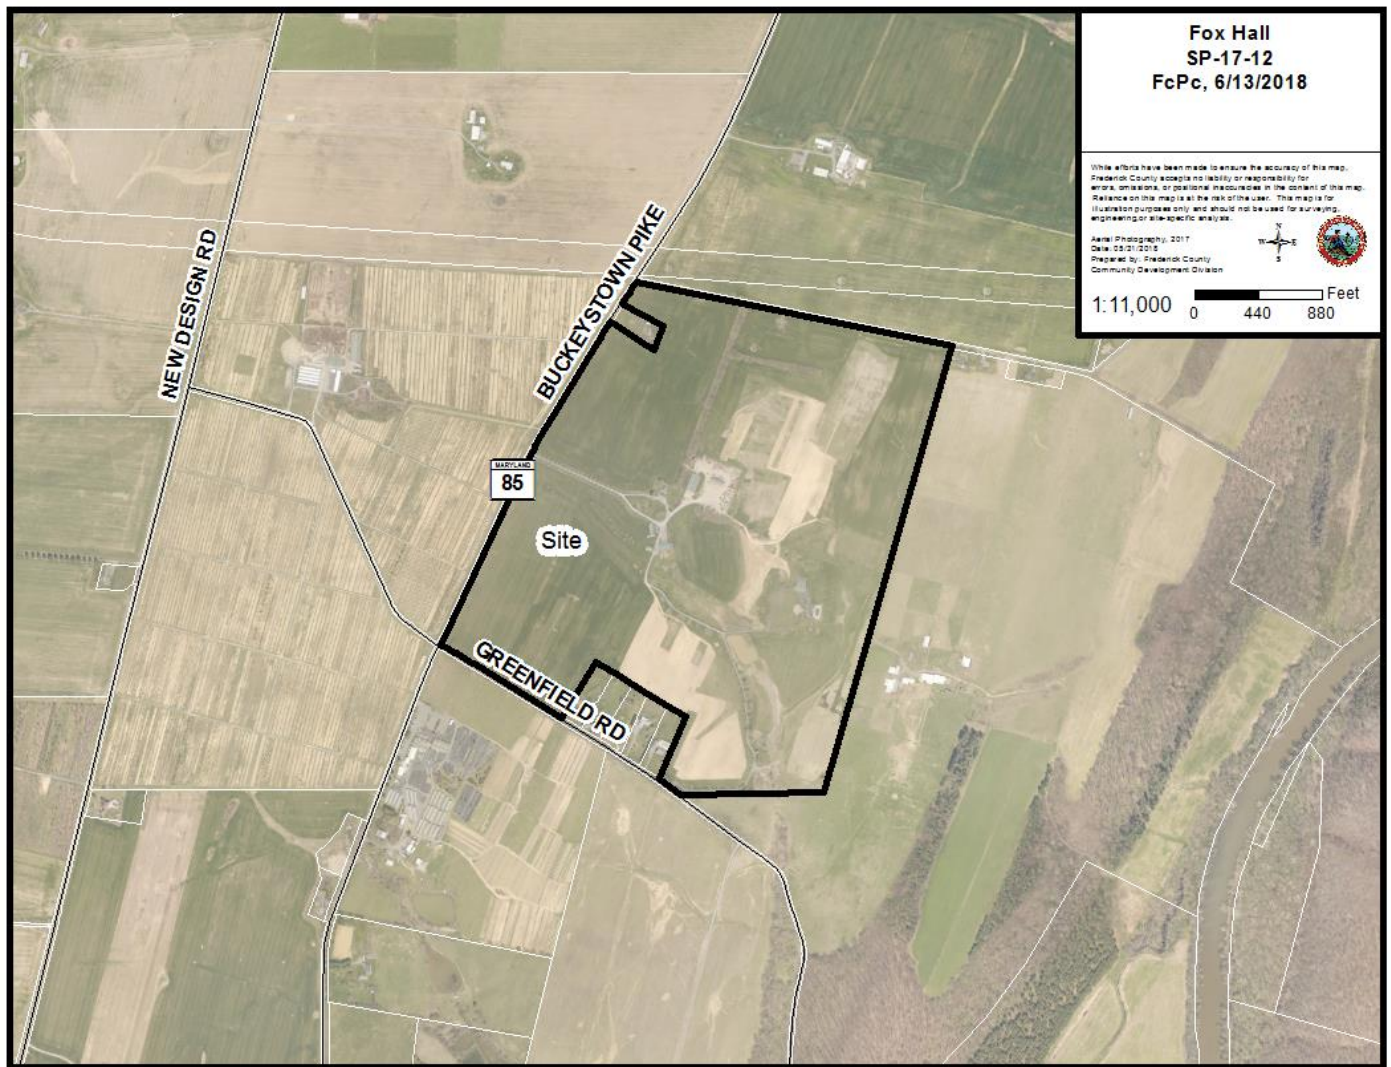 Fox Hall
SP-17-12
FcPc, 6/13/2018
While efforts have been made to ensure the accuracy of this map,
Frederick County accepts no liability or responsibility for
errors, omissions, or positional inaccuracies in the content of this map.
Reliance on this map is at the risk of the user. This map is for
illustration purposes only and should not be used for surveying,
engineering,or site-specific analysis.
Aerial Photography, 2017
Date: 05/21/2018
Prepared by: Frederick County
Community Development Division
N
W E
S
1:11,000
Feet
0 440 880
NEW DESIGN RD
BUCKEYSTOWN PIKE
MARYLAND
85
Site
GREENFIELD RD